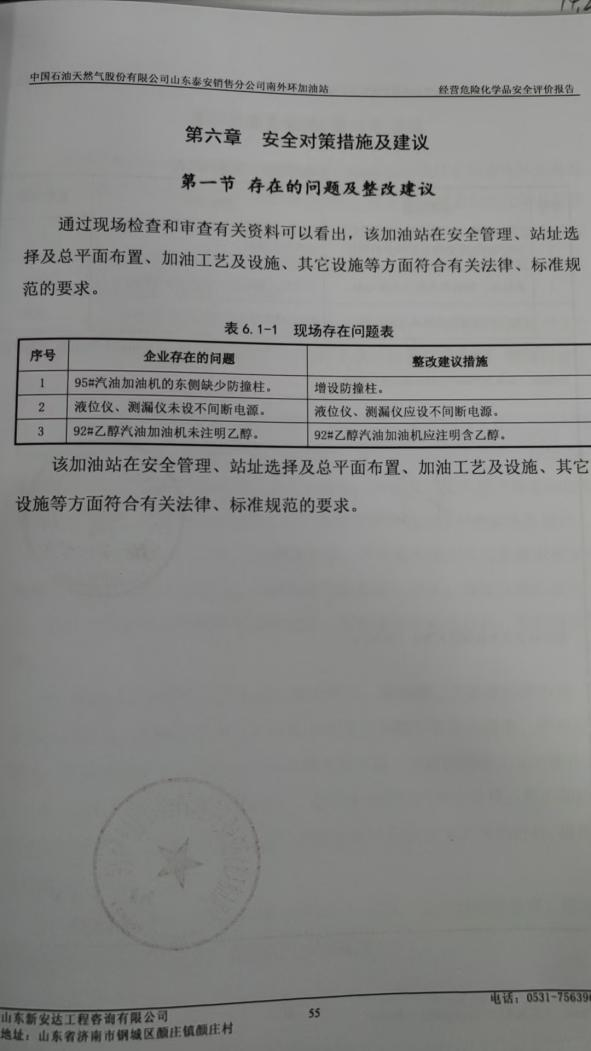 中国石油天然气股份有限公司山东泰安销售分公司南外环加油站 经营危险化学品安全评价报告
第六章 安全对策措施及建议
第一节 存在的问题及整改建议
通过现场检查和审查有关资料可以看出，该加油站在安全管理、站址选
择及总平面布置、加油工艺及设施、其它设施等方面符合有关法律、标准规
范的要求。
表 6.1-1 现场存在问题表
序号 企业存在的问题 整改建议措施
1 95#汽油加油机的东侧缺少防撞柱。 增设防撞柱。
2 液位仪、测漏仪未设不间断电源。 液位仪、测漏仪应设不间断电源。
3 92#乙醇汽油加油机未注明乙醇。 92#乙醇汽油加油机应注明含乙醇。
该加油站在安全管理、站址选择及总平面布置、加油工艺及设施、其它
设施等方面符合有关法律、标准规范的要求。
山东新安达工程咨询有限公司 55 电话：0531-75639
地址：山东省济南市钢城区颜庄镇颜庄村